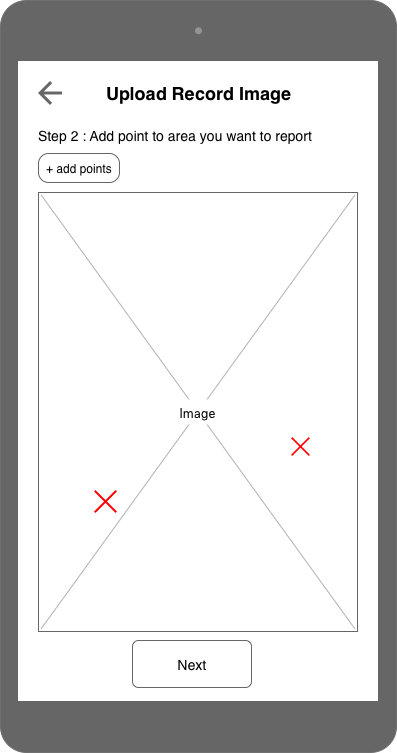 Upload Record Image
Step 2 : Add point to area you want to report
+ add points
Image
Next